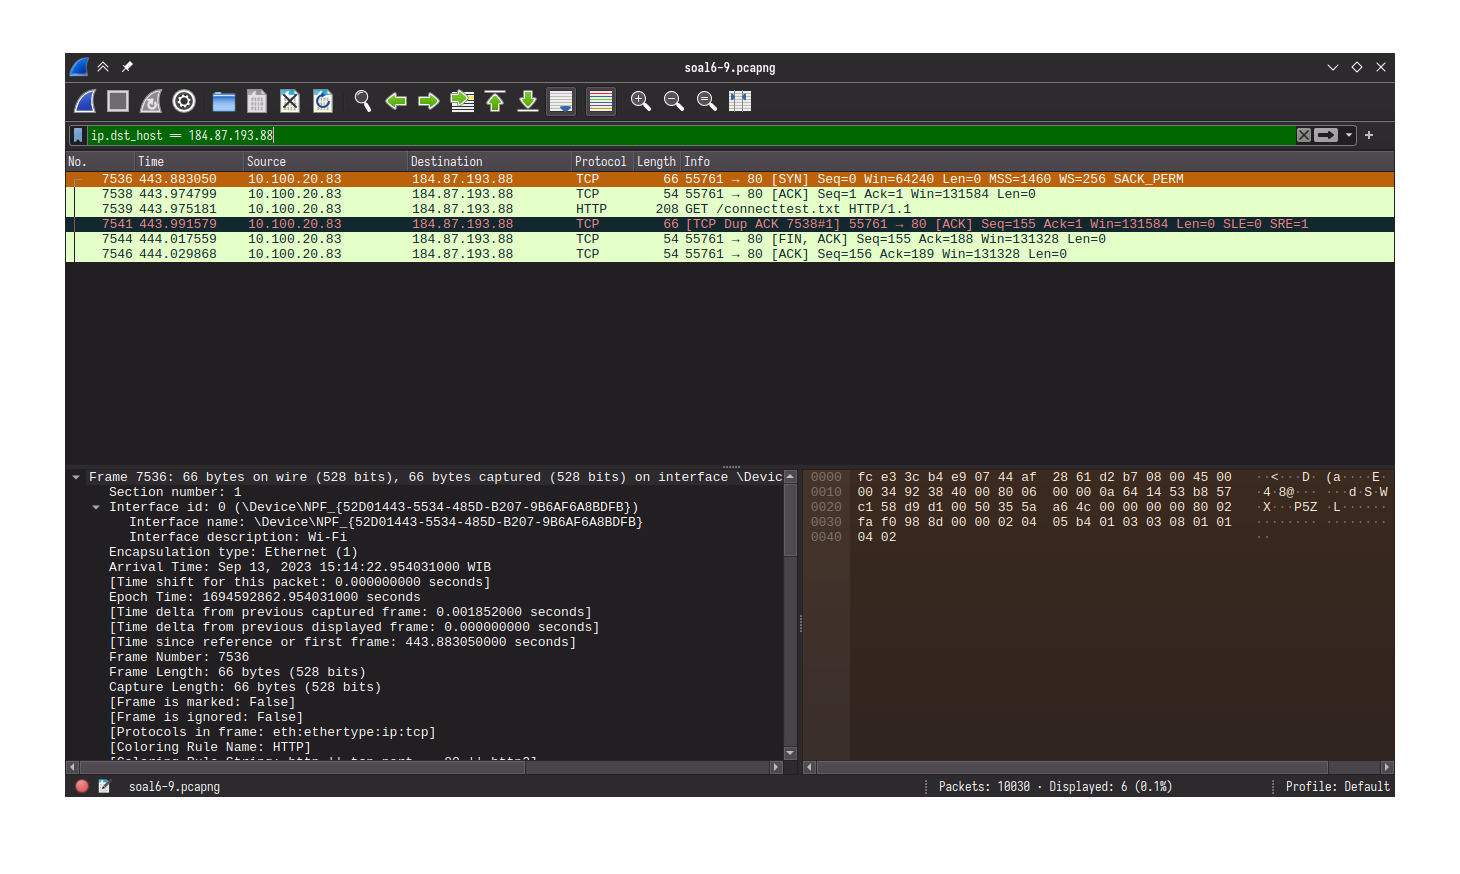 soal6-9.pcapng
ip.dst_host == 184.87.193.88
No. Time Source Destination Protocol Length Info
7536 443.883050 10.100.20.83 184.87.193.88 TCP 66 55761 → 80 [SYN] Seq=0 Win=64240 Len=0 MSS=1460 WS=256 SACK_PERM
7538 443.974799 10.100.20.83 184.87.193.88 TCP 54 55761 → 80 [ACK] Seq=1 Ack=1 Win=131584 Len=0
7539 443.975181 10.100.20.83 184.87.193.88 HTTP 208 GET /connecttest.txt HTTP/1.1
7541 443.991579 10.100.20.83 184.87.193.88 TCP 66 [TCP Dup ACK 7538#1] 55761 → 80 [ACK] Seq=155 Ack=1 Win=131584 Len=0 SLE=0 SRE=1
7544 444.017559 10.100.20.83 184.87.193.88 TCP 54 55761 → 80 [FIN, ACK] Seq=155 Ack=188 Win=131328 Len=0
7546 444.029868 10.100.20.83 184.87.193.88 TCP 54 55761 → 80 [ACK] Seq=156 Ack=189 Win=131328 Len=0
Frame 7536: 66 bytes on wire (528 bits), 66 bytes captured (528 bits) on interface \Devic
Section number: 1
Interface id: 0 (\Device\NPF_{52D01443-5534-485D-B207-9B6AF6A8BDFB})
Interface name: \Device\NPF_{52D01443-5534-485D-B207-9B6AF6A8BDFB}
Interface description: Wi-Fi
Encapsulation type: Ethernet (1)
Arrival Time: Sep 13, 2023 15:14:22.954031000 WIB
[Time shift for this packet: 0.000000000 seconds]
Epoch Time: 1694592862.954031000 seconds
[Time delta from previous captured frame: 0.001852000 seconds]
[Time delta from previous displayed frame: 0.000000000 seconds]
[Time since reference or first frame: 443.883050000 seconds]
Frame Number: 7536
Frame Length: 66 bytes (528 bits)
Capture Length: 66 bytes (528 bits)
[Frame is marked: False]
[Frame is ignored: False]
[Protocols in frame: eth:ethertype:ip:tcp]
[Coloring Rule Name: HTTP]
0000 fc e3 3c b4 e9 07 44 af 28 61 d2 b7 08 00 45 00 ··<···D· (a····E·
0010 00 34 92 38 40 00 80 06 00 00 0a 64 14 53 b8 57 ·4·8@··· ···d·S·W
0020 c1 58 d9 d1 00 50 35 5a a6 4c 00 00 00 00 80 02 ·X···P5Z ·L······
0030 fa f0 98 8d 00 00 02 04 05 b4 01 03 03 08 01 01 ········ ········
0040 04 02 ··
soal6-9.pcapng
Packets: 10030 · Displayed: 6 (0.1%)
Profile: Default